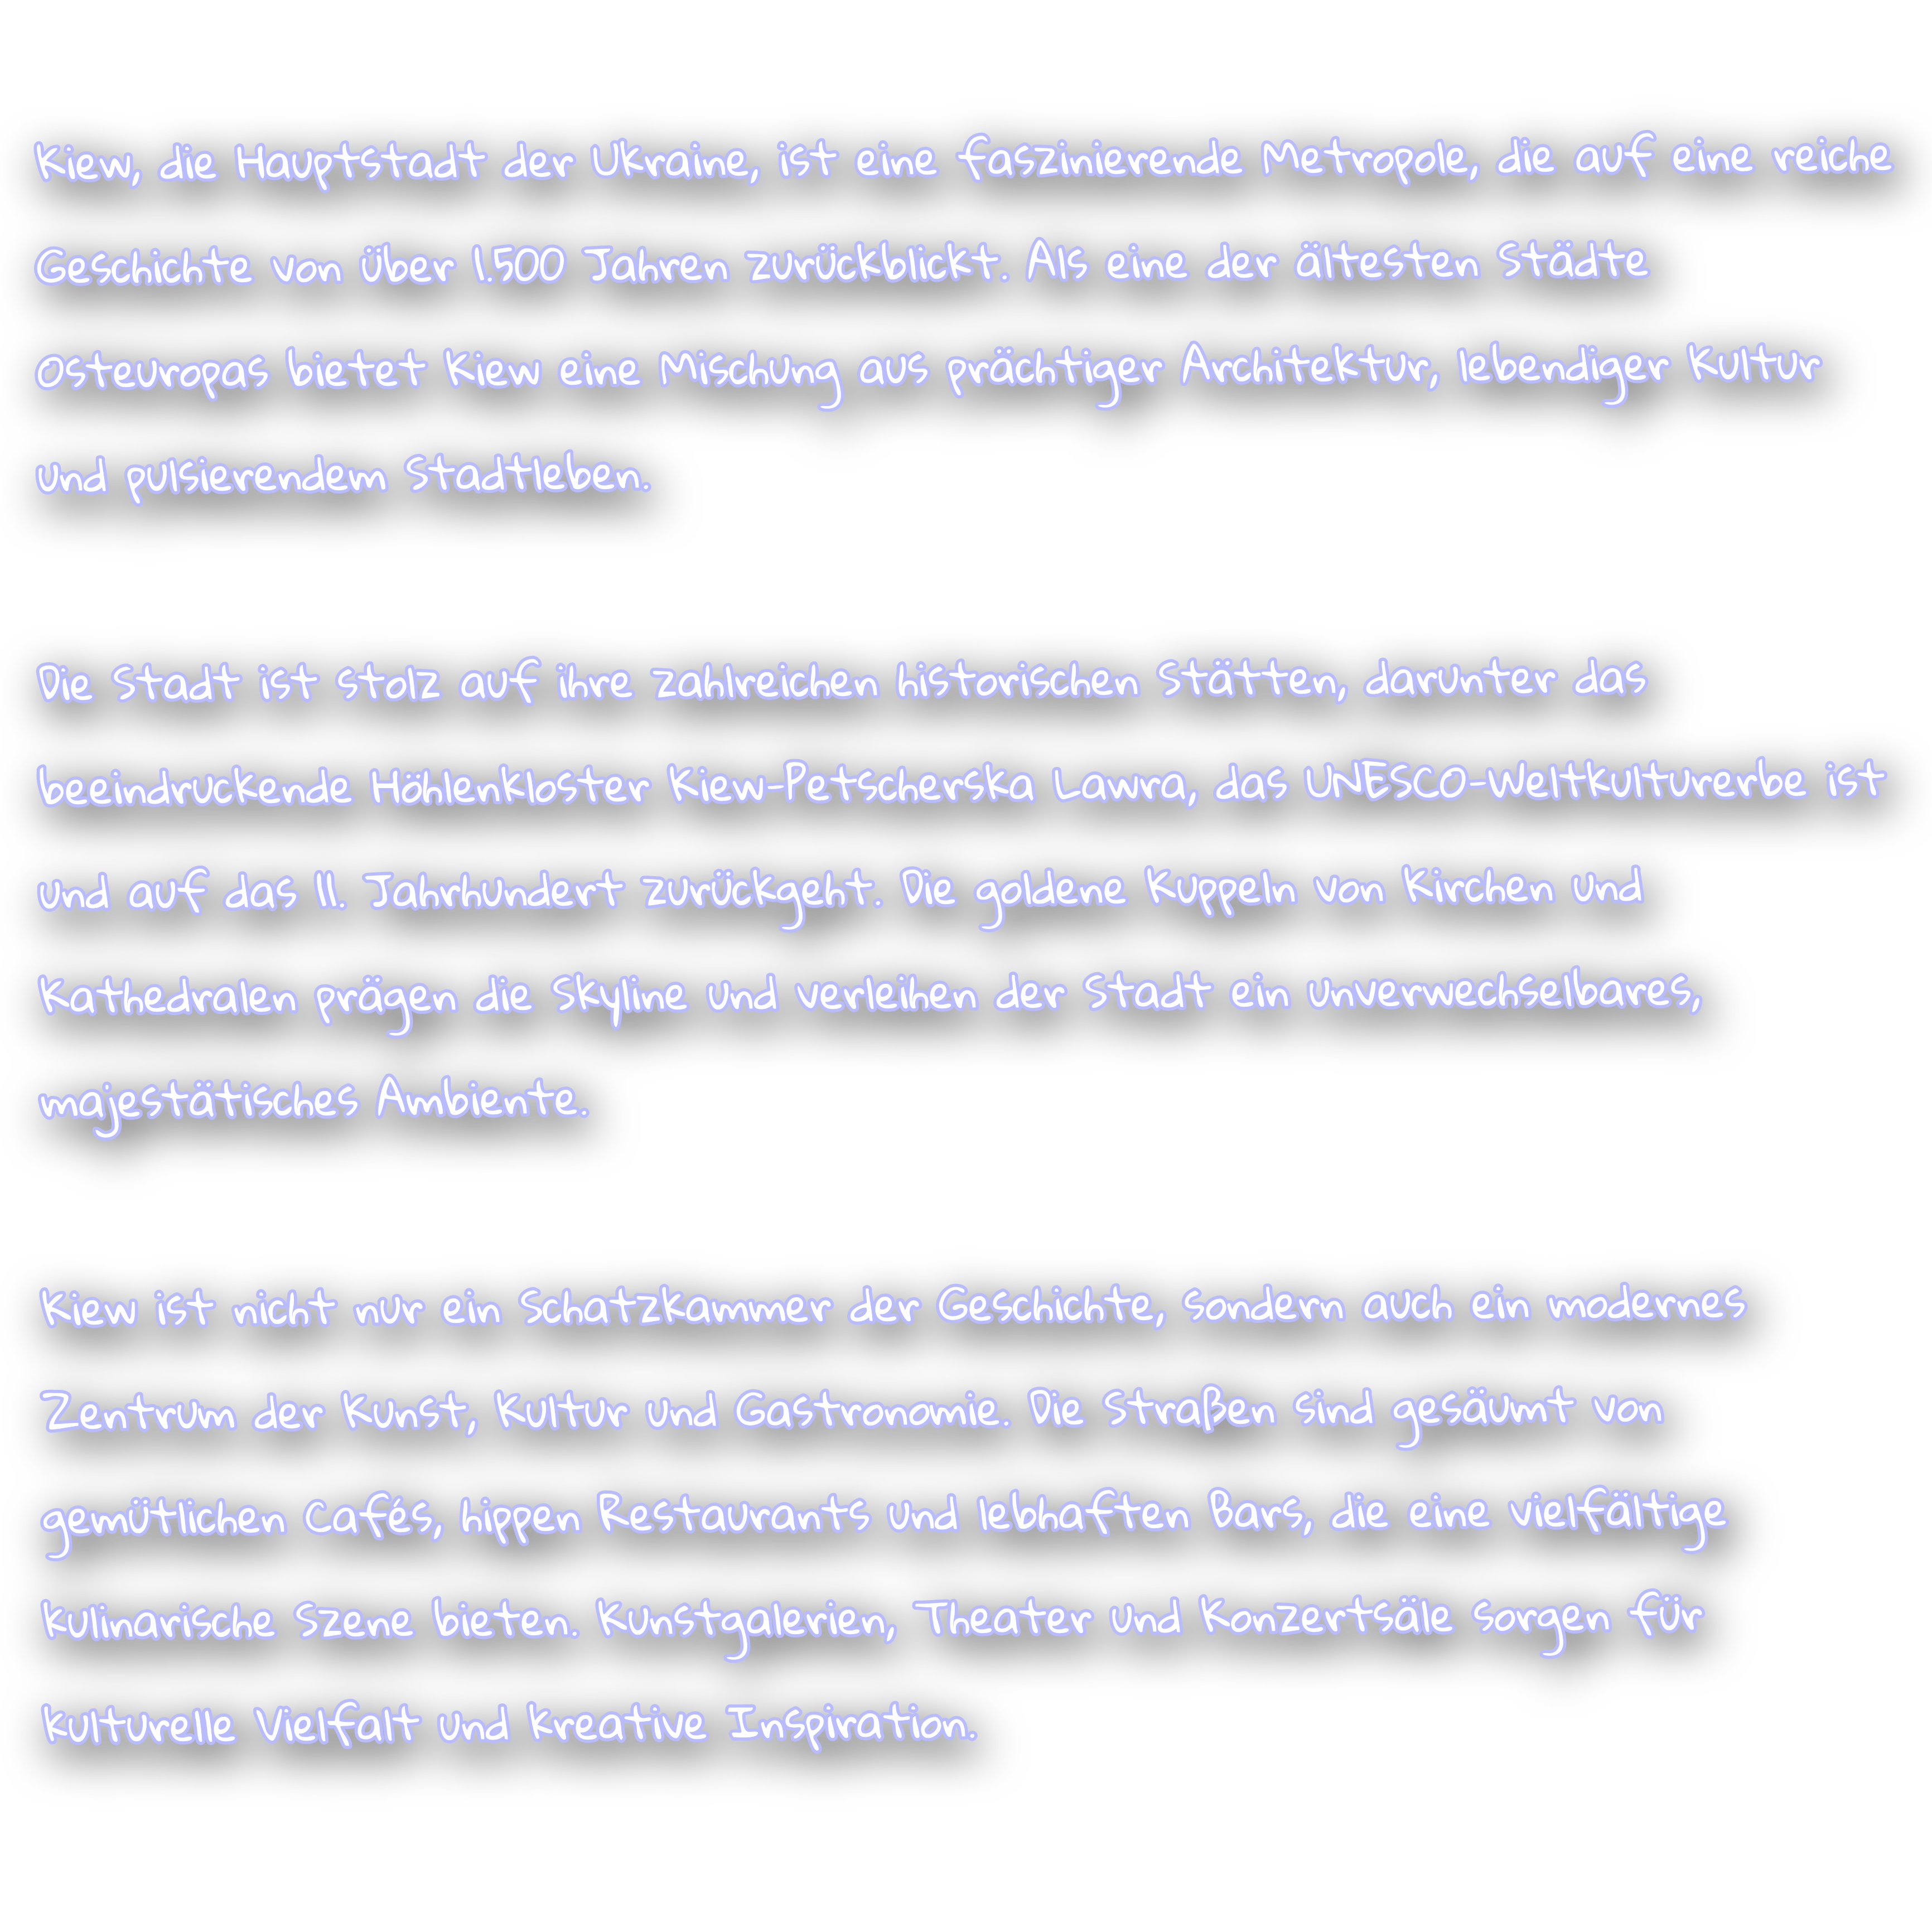 Kiew, die Hauptstadt der Ukraine, ist eine faszinierende Metropole, die auf eine reiche
Geschichte von über 1.500 Jahren zurückblickt. Als eine der ältesten Städte
Osteuropas bietet Kiew eine Mischung aus prächtiger Architektur, lebendiger Kultur
und pulsierendem Stadtleben.
Die Stadt ist stolz auf ihre zahlreichen historischen Stätten, darunter das
beeindruckende Höhlenkloster Kiew-Petscherska Lawra, das UNESCO-Weltkulturerbe ist
und auf das 11. Jahrhundert zurückgeht. Die goldene Kuppeln von Kirchen und
Kathedralen prägen die Skyline und verleihen der Stadt ein unverwechselbares,
majestätisches Ambiente.
Kiew ist nicht nur ein Schatzkammer der Geschichte, sondern auch ein modernes
Zentrum der Kunst, Kultur und Gastronomie. Die Straßen sind gesäumt von
gemütlichen Cafés, hippen Restaurants und lebhaften Bars, die eine vielfältige
kulinarische Szene bieten. Kunstgalerien, Theater und Konzertsäle sorgen für
kulturelle Vielfalt und kreative Inspiration.